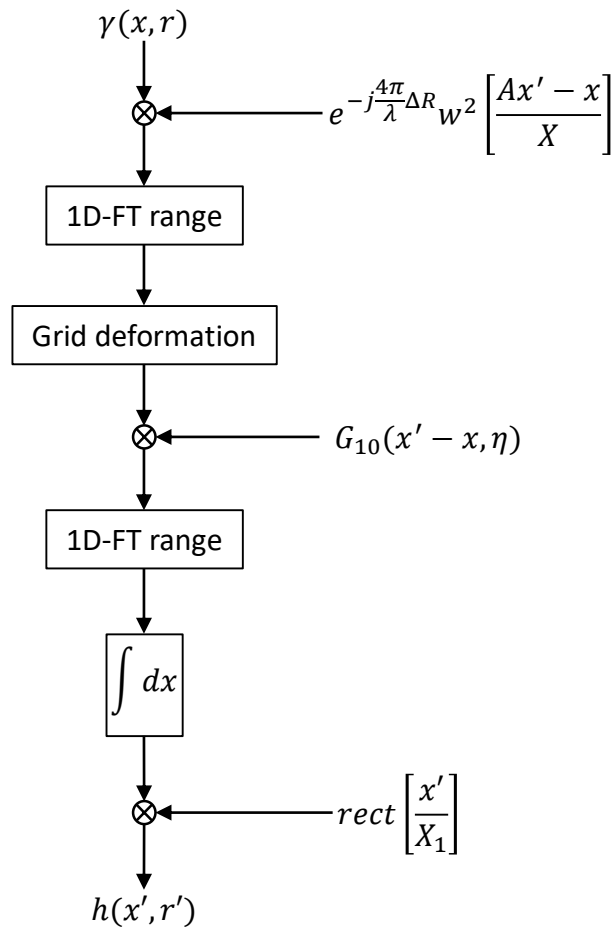 γ(x, r)
e^{-j\frac{4π}{λ}ΔR} w^2 [\frac{Ax′ − x}{X}]
1D-FT range
Grid deformation
G_{10}(x′ − x, η)
1D-FT range
∫ dx
rect [\frac{x′}{X_1}]
h(x′, r′)